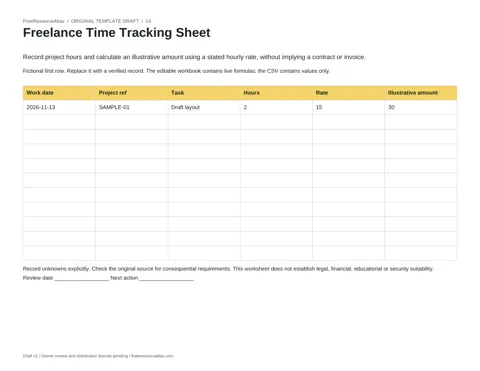 FreeResourceAtlas / ORIGINAL TEMPLATE DRAFT / 14
Freelance Time Tracking Sheet
Record project hours and calculate an illustrative amount using a stated hourly rate, without implying a contract or invoice.
Fictional first row. Replace it with a verified record. The editable workbook contains live formulas; the CSV contains values only.
Work date Project ref Task Hours Rate Illustrative amount
2026-11-13 SAMPLE-01 Draft layout 2 15 30
Record unknowns explicitly. Check the original source for consequential requirements. This worksheet does not establish legal, financial, educational or security suitability.
Review date ____________________ Next action ____________________
Draft v1 / Owner review and distribution license pending / freeresourceatlas.com